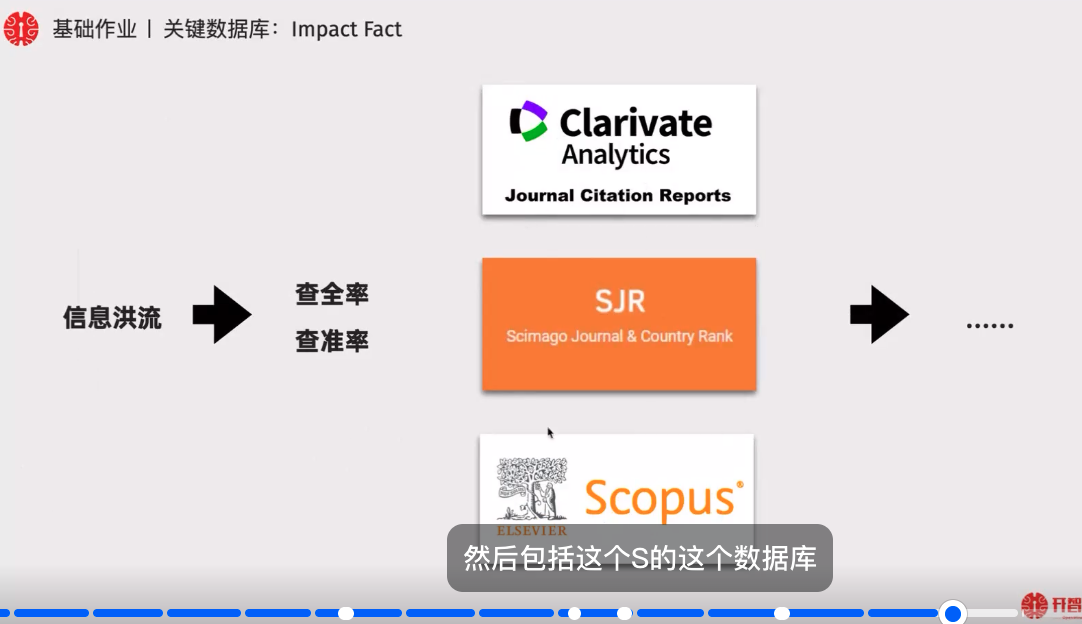 基础作业丨关键数据库：Impact Fact
Clarivate
Analytics
Journal Citation Reports
信息洪流
查全率
查准率
SJR
Scimago Journal & Country Rank
······
Scopus®
ELSEVIER
然后包括这个S的这个数据库
开智